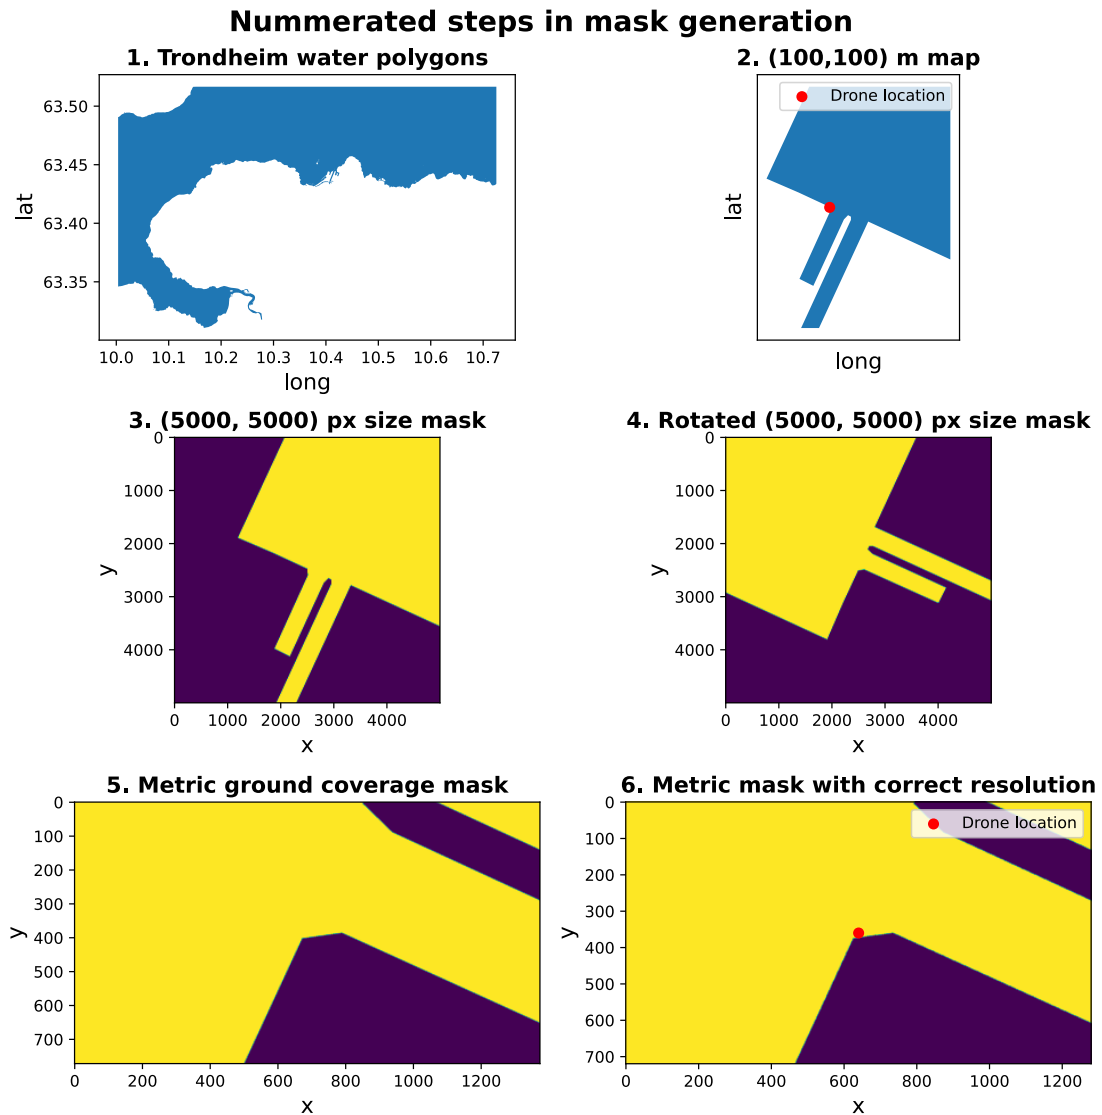 Nummerated steps in mask generation
1. Trondheim water polygons
63.50
63.45
63.40
63.35
lat
10.0 10.1 10.2 10.3 10.4 10.5 10.6 10.7
long
2. (100,100) m map
Drone location
lat
long
3. (5000, 5000) px size mask
0
1000
2000
3000
4000
y
0 1000 2000 3000 4000
x
4. Rotated (5000, 5000) px size mask
0
1000
2000
3000
4000
y
0 1000 2000 3000 4000
x
5. Metric ground coverage mask
0
100
200
300
400
500
600
700
y
0 200 400 600 800 1000 1200
x
6. Metric mask with correct resolution
Drone location
0
100
200
300
400
500
600
700
y
0 200 400 600 800 1000 1200
x